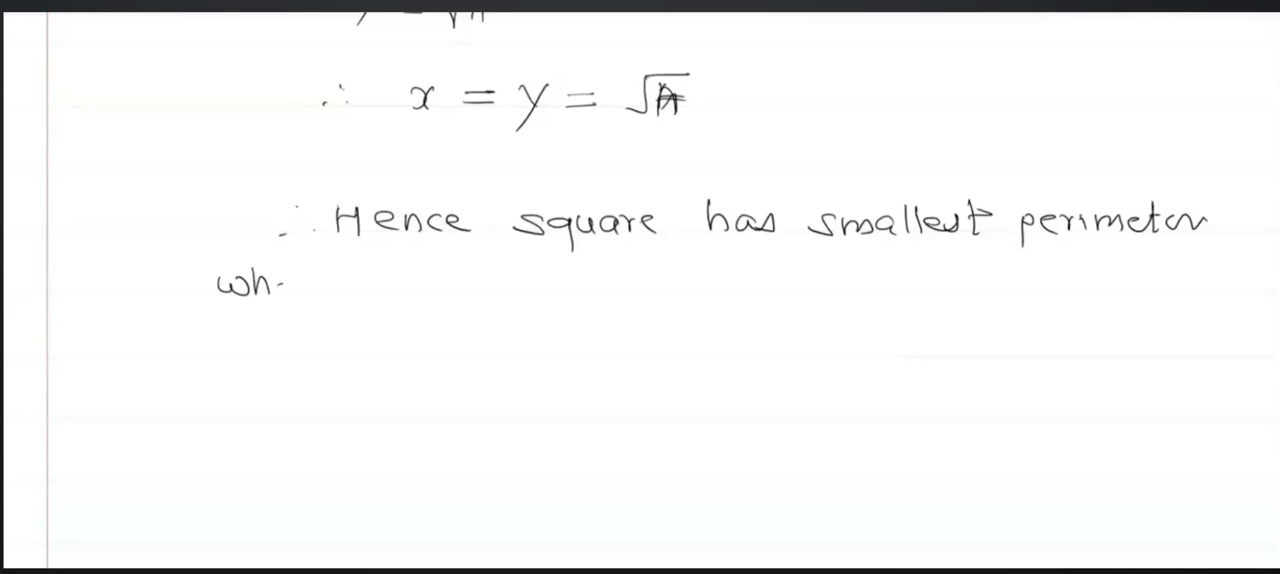 ∴ x = y = √A
∴ Hence square has smallest perimeter
wh-